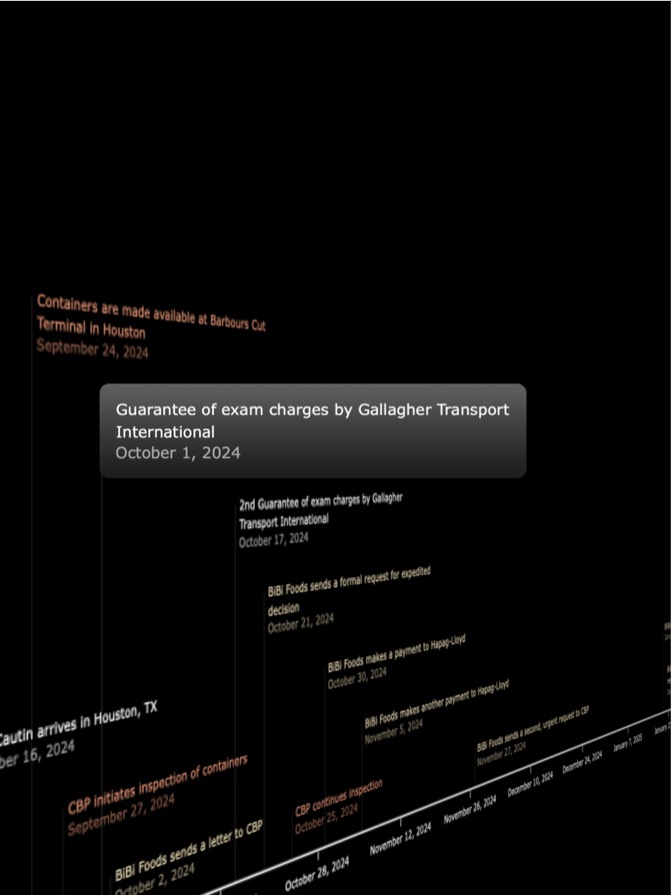 Containers are made available at Barbours Cut
Terminal in Houston
September 24, 2024
Guarantee of exam charges by Gallagher Transport
International
October 1, 2024
2nd Guarantee of exam charges by Gallagher
Transport International
October 17, 2024
BiBi Foods sends a formal request for expedited
decision
October 21, 2024
BiBi Foods makes a payment to Hapag-Lloyd
October 30, 2024
Cautin arrives in Houston, TX
ber 16, 2024
BiBi Foods makes another payment to Hapag-Lloyd
November 5, 2024
BiBi Foods sends a second, urgent request to CBP
November 27, 2024
CBP initiates inspection of containers
September 27, 2024
CBP continues inspection
October 25, 2024
BiBi Foods sends a letter to CBP
October 2, 2024
October 28, 2024
November 12, 2024
November 26, 2024
December 10, 2024
December 24, 2024
January 7, 2025
January